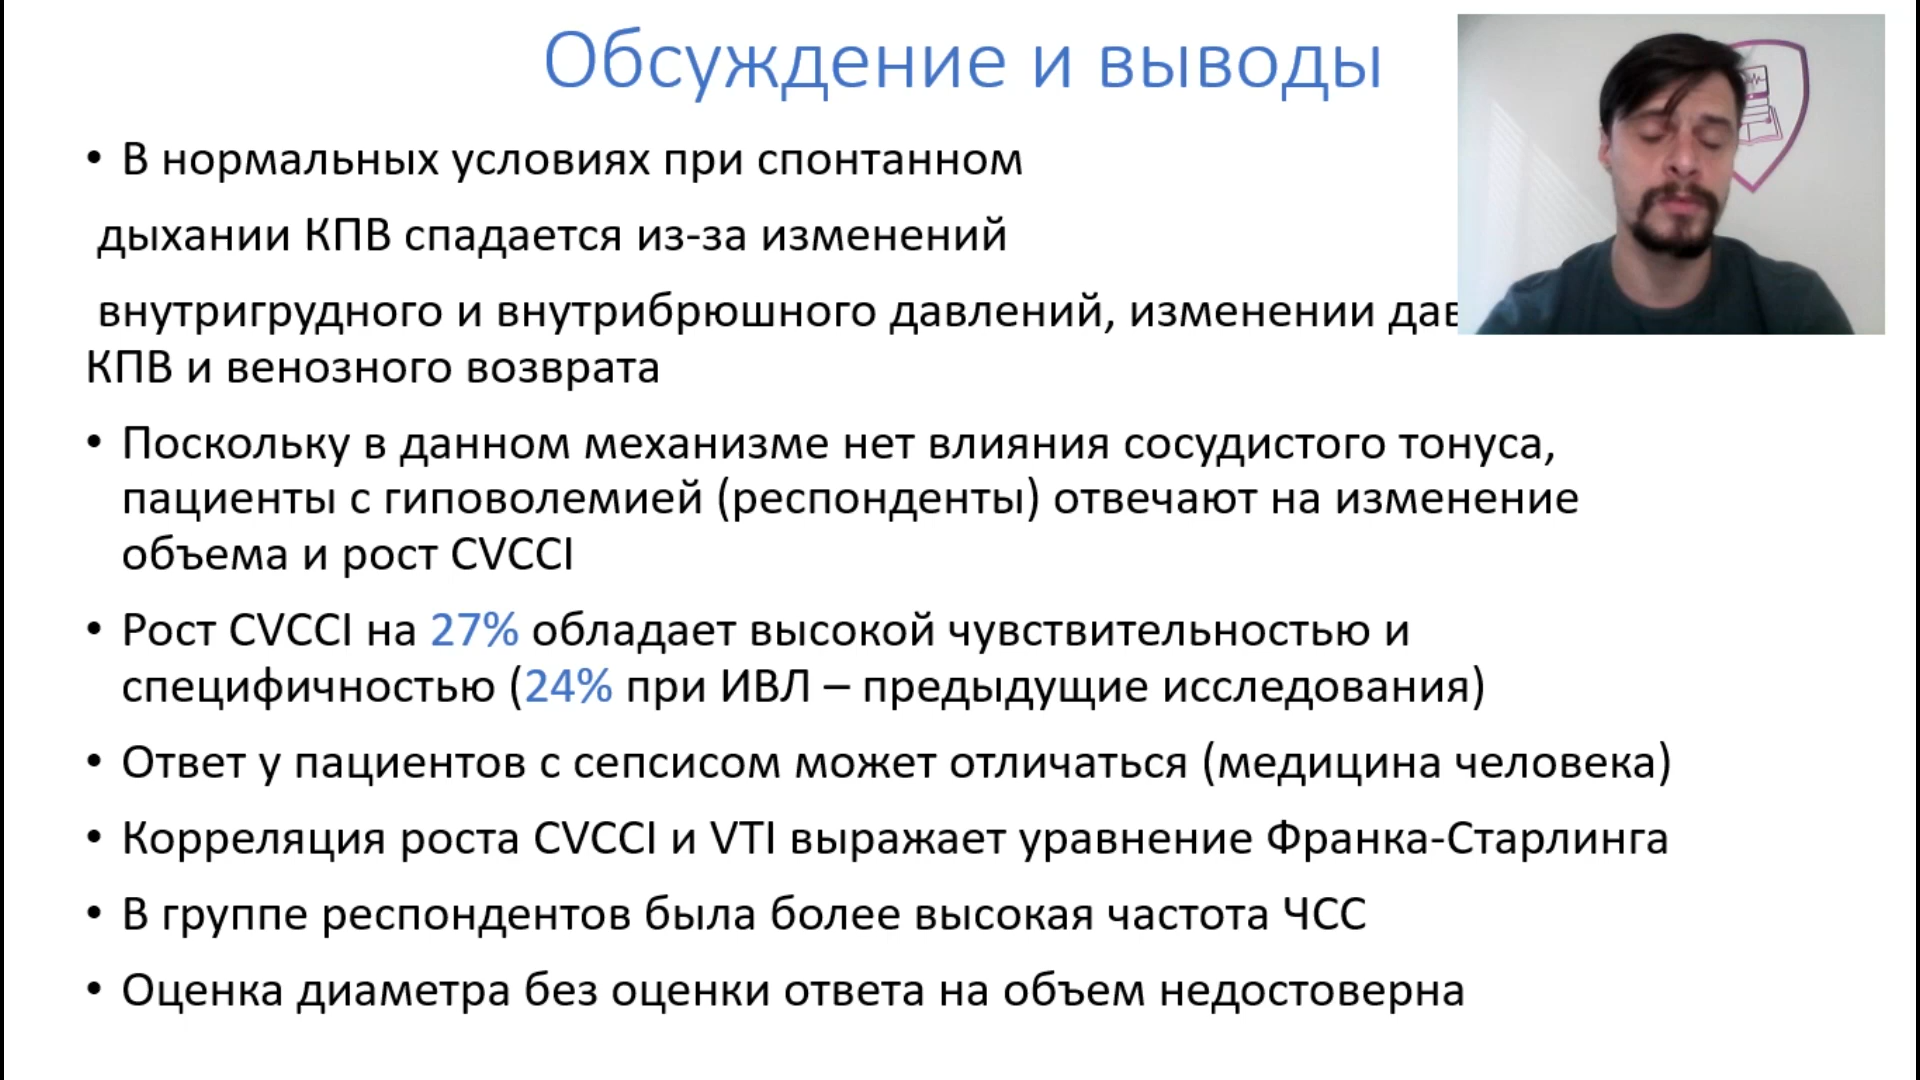 Обсуждение и выводы
• В нормальных условиях при спонтанном
дыхании КПВ спадается из-за изменений
внутригрудного и внутрибрюшного давлений, изменении
КПВ и венозного возврата
• Поскольку в данном механизме нет влияния сосудистого тонуса,
пациенты с гиповолемией (респонденты) отвечают на изменение
объема и рост CVCCI
• Рост CVCCI на 27% обладает высокой чувствительностью и
специфичностью (24% при ИВЛ – предыдущие исследования)
• Ответ у пациентов с сепсисом может отличаться (медицина человека)
• Корреляция роста CVCCI и VTI выражает уравнение Франка-Старлинга
• В группе респондентов была более высокая частота ЧСС
• Оценка диаметра без оценки ответа на объем недостоверна